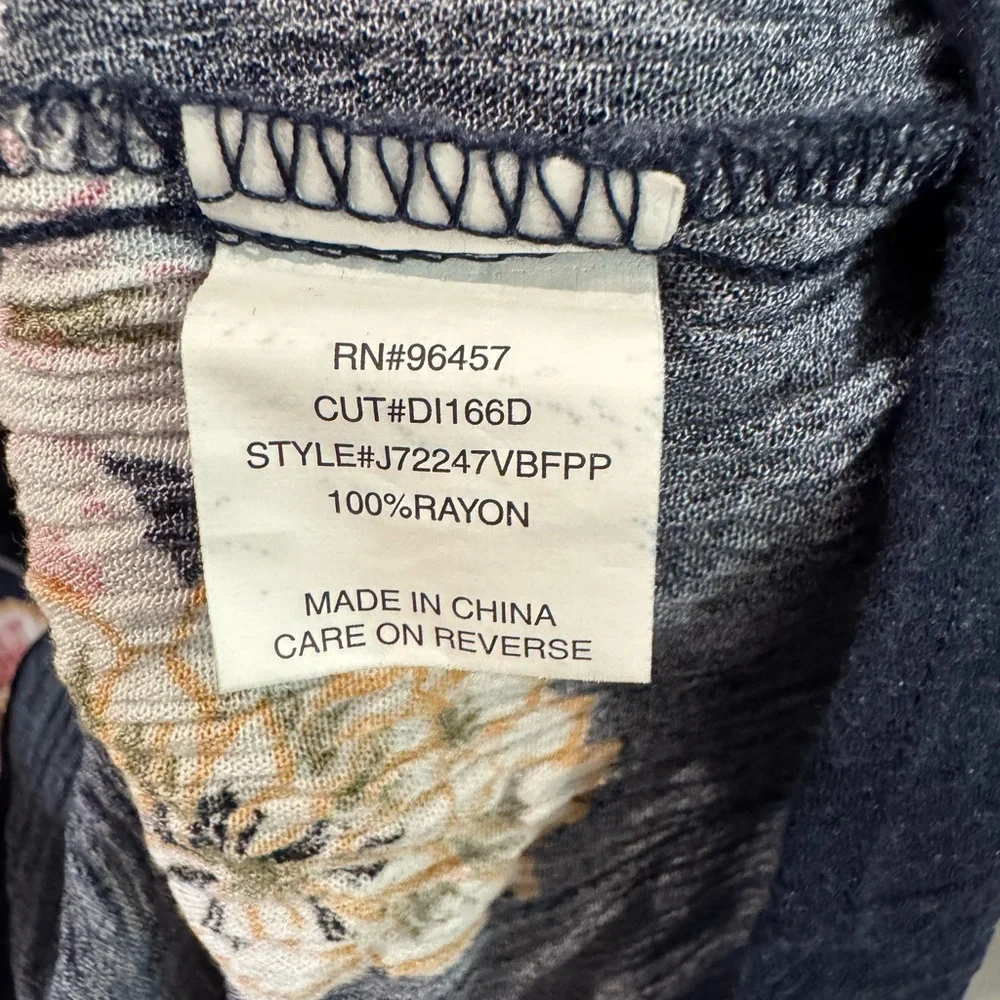 RN#96457
CUT#DI166D
STYLE#J72247VBFPP
100%RAYON
MADE IN CHINA
CARE ON REVERSE